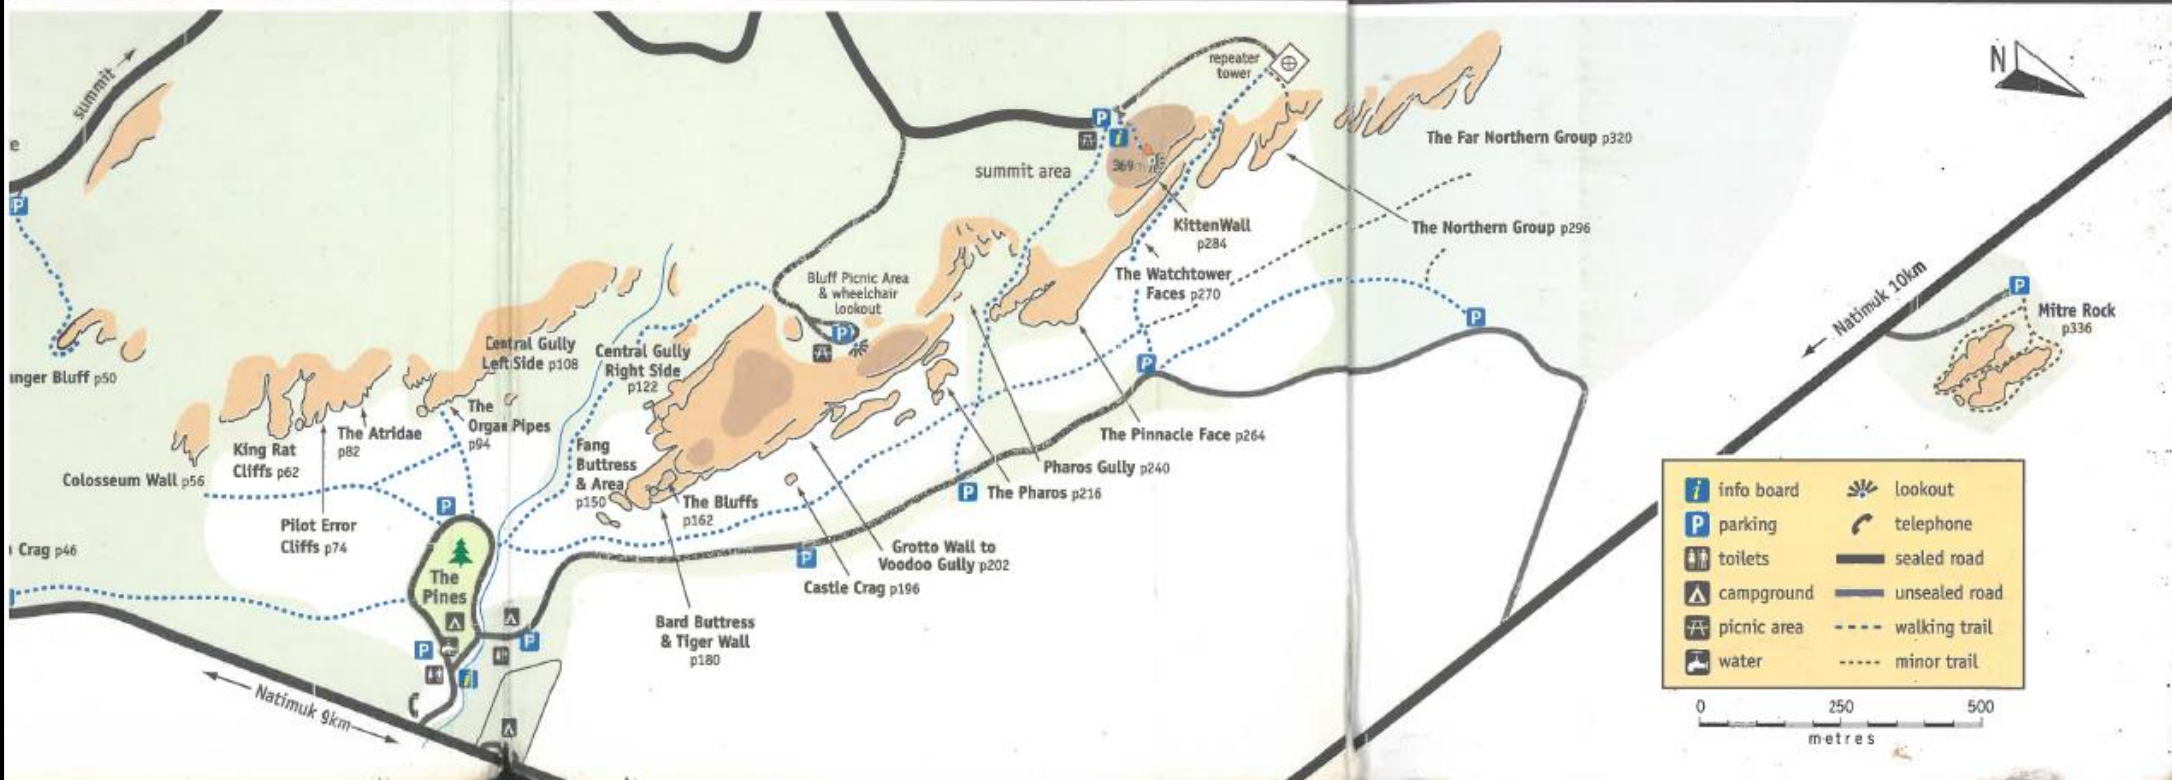 summit
e
anger Bluff p50
Crag p46
Colosseum Wall p56
King Rat
Cliffs p62
Pilot Error
Cliffs p74
The Atridae
p82
The
Organ Pipes
p94
Central Gully
Left Side p108
Central Gully
Right Side
p122
Fang
Buttress
& Area
p150
The Bluffs
p162
Bard Buttress
& Tiger Wall
p180
Castle Crag p196
Grotto Wall to
Voodoo Gully p202
The Pharos p216
Pharos Gully p240
The Pinnacle Face p264
The Watchtower
Faces p270
Kitten Wall
p284
The Northern Group p296
The Far Northern Group p320
Mitre Rock
p336
Bluff Picnic Area
& wheelchair
lookout
summit area
369m
repeater
tower
N
The
Pines
Natimuk 9km
Natimuk 10km
P
P
P
P
P
P
P
P
P
P
P
i
i
i info board
P parking
toilets
campground
picnic area
water
lookout
telephone
sealed road
unsealed road
walking trail
minor trail
0 250 500
metres